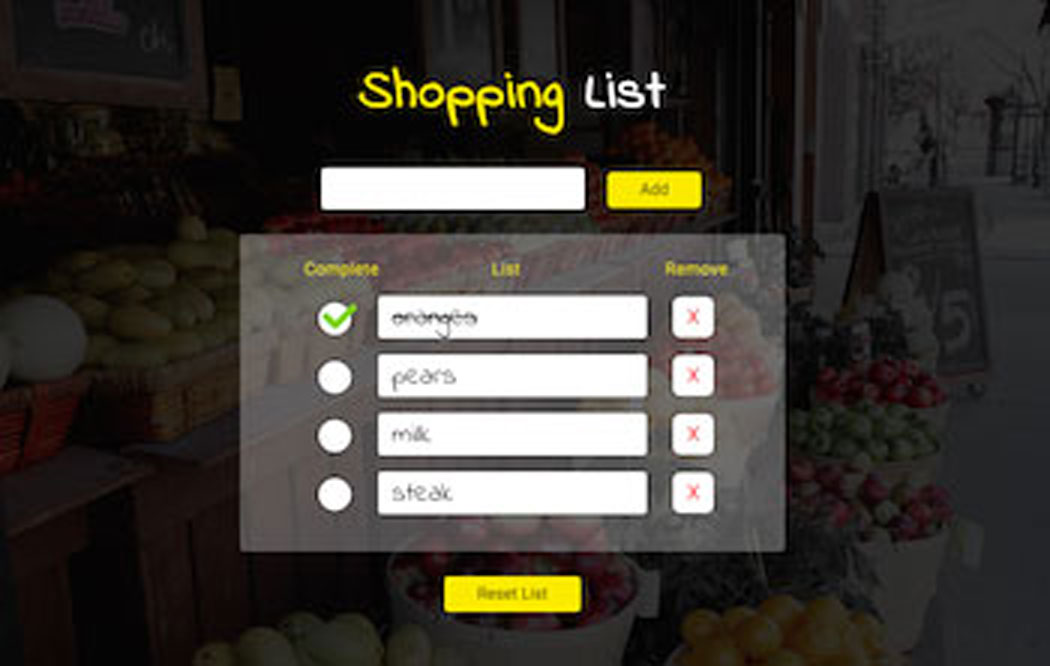 Shopping List
Add
Complete List Remove
oranges X
pears X
milk X
steak X
Reset List